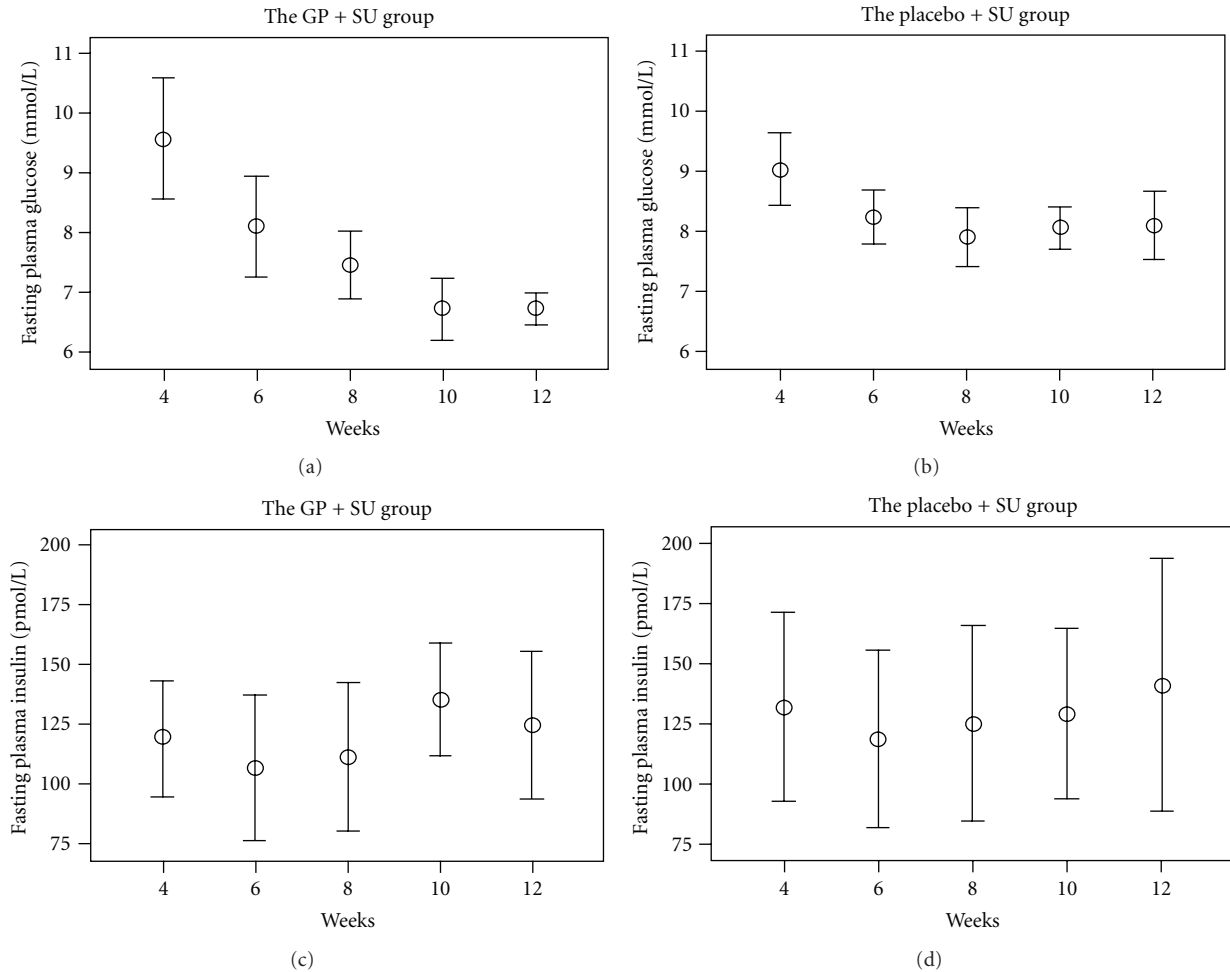 The GP + SU group
Fasting plasma glucose (mmol/L)
11
10
9
8
7
6
4 6 8 10 12
Weeks
(a)
The placebo + SU group
Fasting plasma glucose (mmol/L)
11
10
9
8
7
6
4 6 8 10 12
Weeks
(b)
The GP + SU group
Fasting plasma insulin (pmol/L)
200
175
150
125
100
75
4 6 8 10 12
Weeks
(c)
The placebo + SU group
Fasting plasma insulin (pmol/L)
200
175
150
125
100
75
4 6 8 10 12
Weeks
(d)